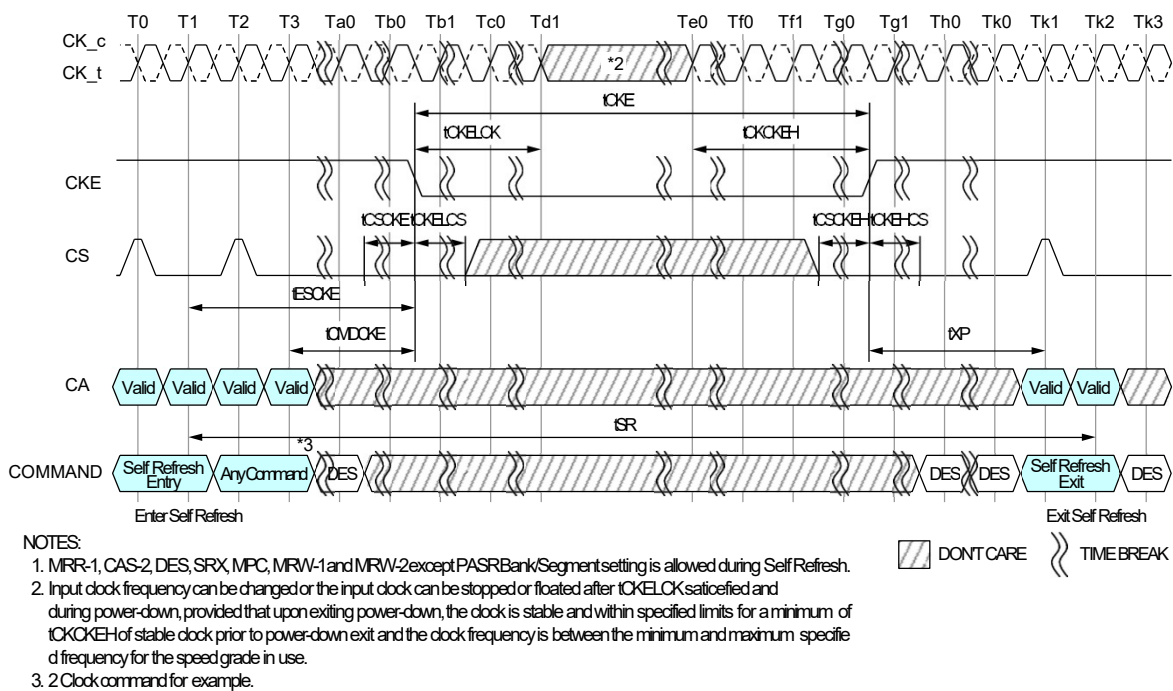 T0 T1 T2 T3 Ta0 Tb0 Tb1 Tc0 Td1 Te0 Tf0 Tf1 Tg0 Tg1 Th0 Tk0 Tk1 Tk2 Tk3
CK_c
CK_t
*2
tCKE
tCKELCK tCKCKEH
CKE
tCSCKE tCKELCS tCSCKEH tCKEHCS
CS
tESCKE
tCMDCKE tXP
CA Valid Valid Valid Valid Valid Valid
tSR
*3
COMMAND Self Refresh Entry Any Command DES DES DES Self Refresh Exit DES
Enter Self Refresh Exit Self Refresh
NOTES:
1. MRR-1, CAS-2, DES, SRX, MPC, MRW-1 and MRW-2 except PASR Bank/Segment setting is allowed during Self Refresh.
2. Input clock frequency can be changed or the input clock can be stopped or floated after tCKELCK saticefied and
during power-down, provided that upon exiting power-down, the clock is stable and within specified limits for a minimum of
tCKCKEH of stable clock prior to power-down exit and the clock frequency is between the minimum and maximum specifie
d frequency for the speed grade in use.
3. 2 Clock command for example.
DON'T CARE TIME BREAK